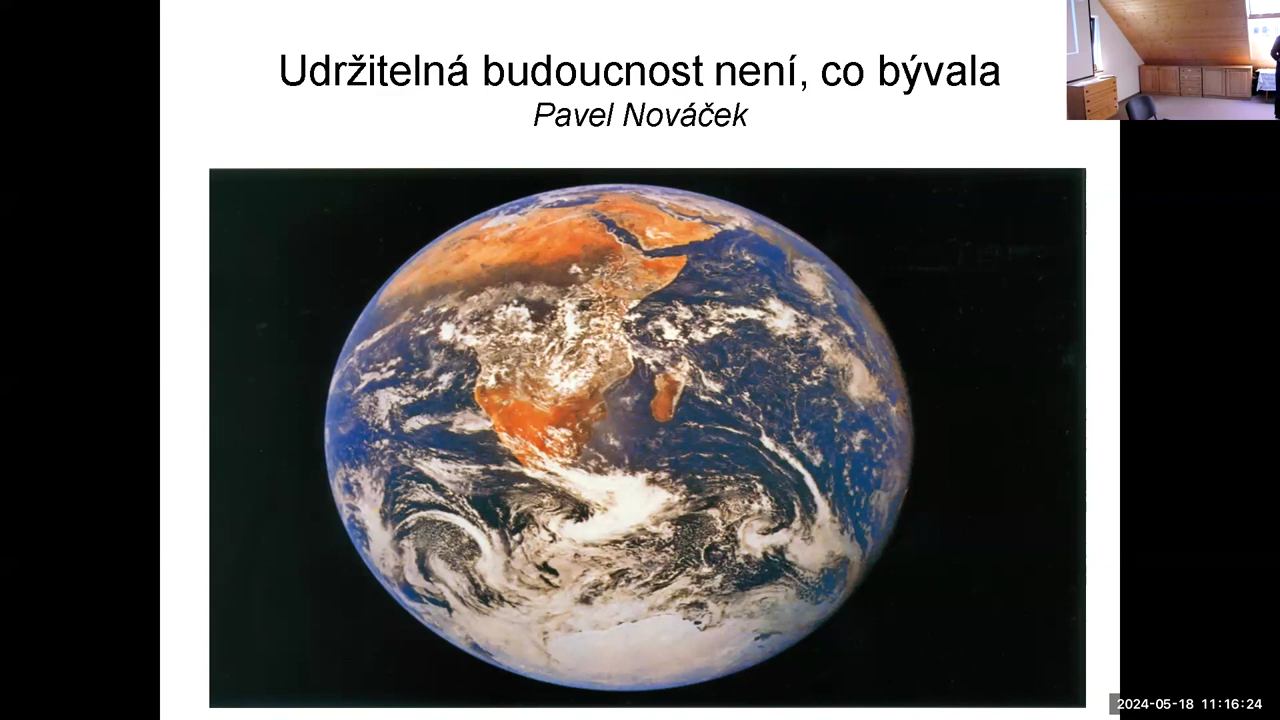 Udržitelná budoucnost není, co bývala
Pavel Nováček
2024-05-18 11:16:24